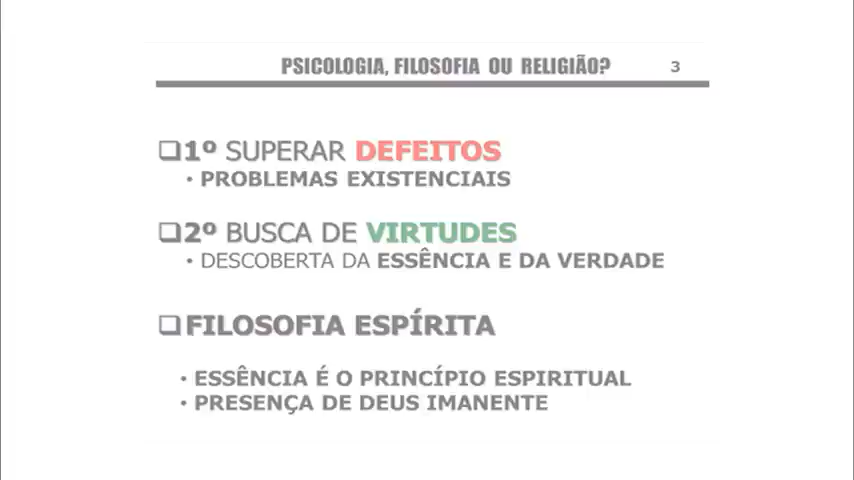 PSICOLOGIA, FILOSOFIA OU RELIGIÃO? 3
❑1º SUPERAR DEFEITOS
• PROBLEMAS EXISTENCIAIS
❑2º BUSCA DE VIRTUDES
• DESCOBERTA DA ESSÊNCIA E DA VERDADE
❑FILOSOFIA ESPÍRITA
• ESSÊNCIA É O PRINCÍPIO ESPIRITUAL
• PRESENÇA DE DEUS IMANENTE